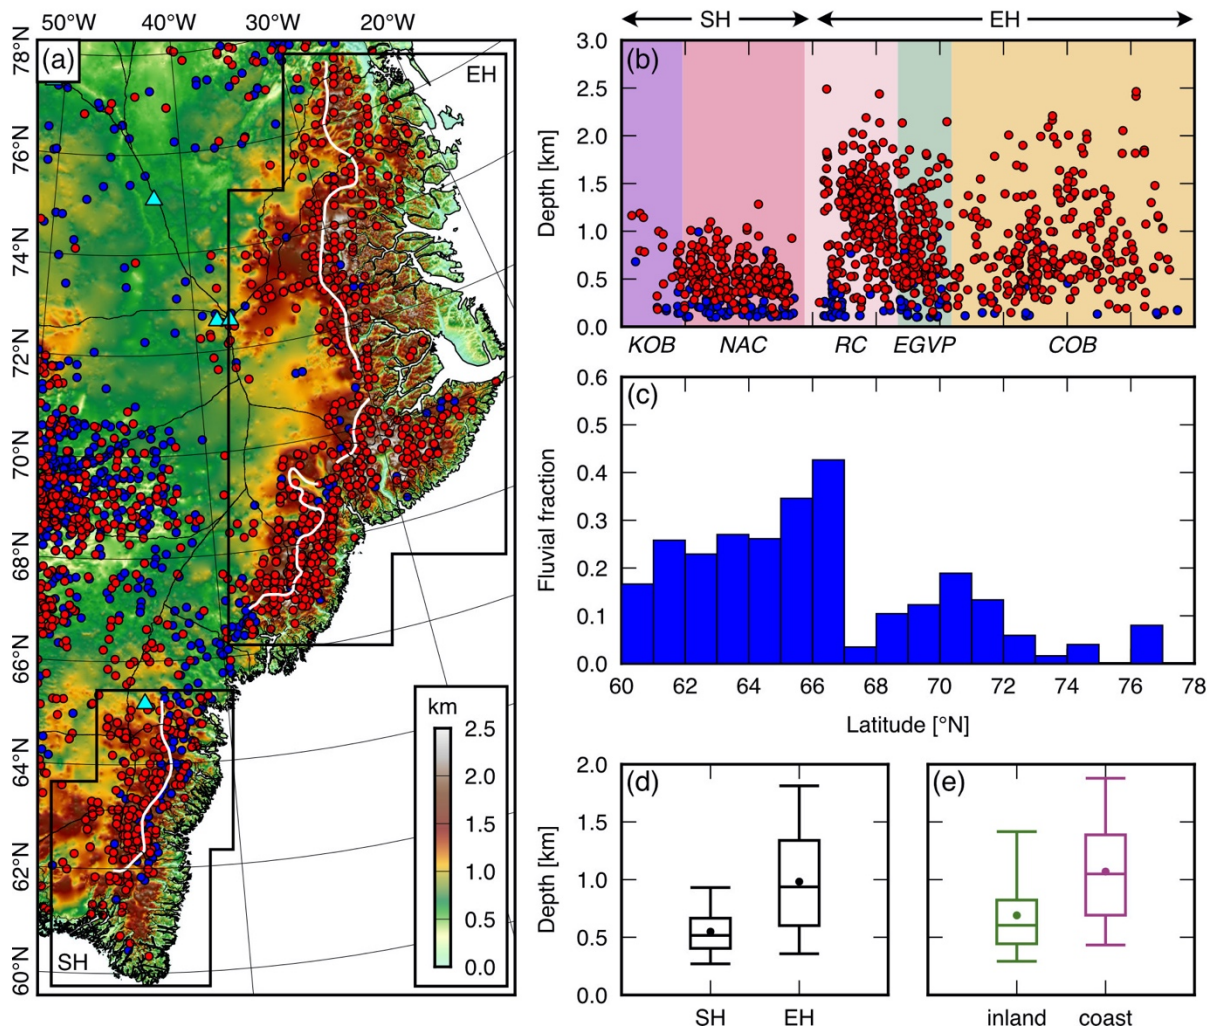 50°W 40°W 30°W 20°W
78°N
76°N
74°N
72°N
70°N
68°N
66°N
64°N
62°N
60°N
(a)
EH
SH
km
2.5
2.0
1.5
1.0
0.5
0.0
SH EH
(b)
Depth [km]
3.0
2.5
2.0
1.5
1.0
0.5
0.0
KOB NAC RC EGVP COB
(c)
Fluvial fraction
0.6
0.5
0.4
0.3
0.2
0.1
0.0
60 62 64 66 68 70 72 74 76 78
Latitude [°N]
(d)
Depth [km]
2.0
1.5
1.0
0.5
0.0
SH EH
(e)
inland coast